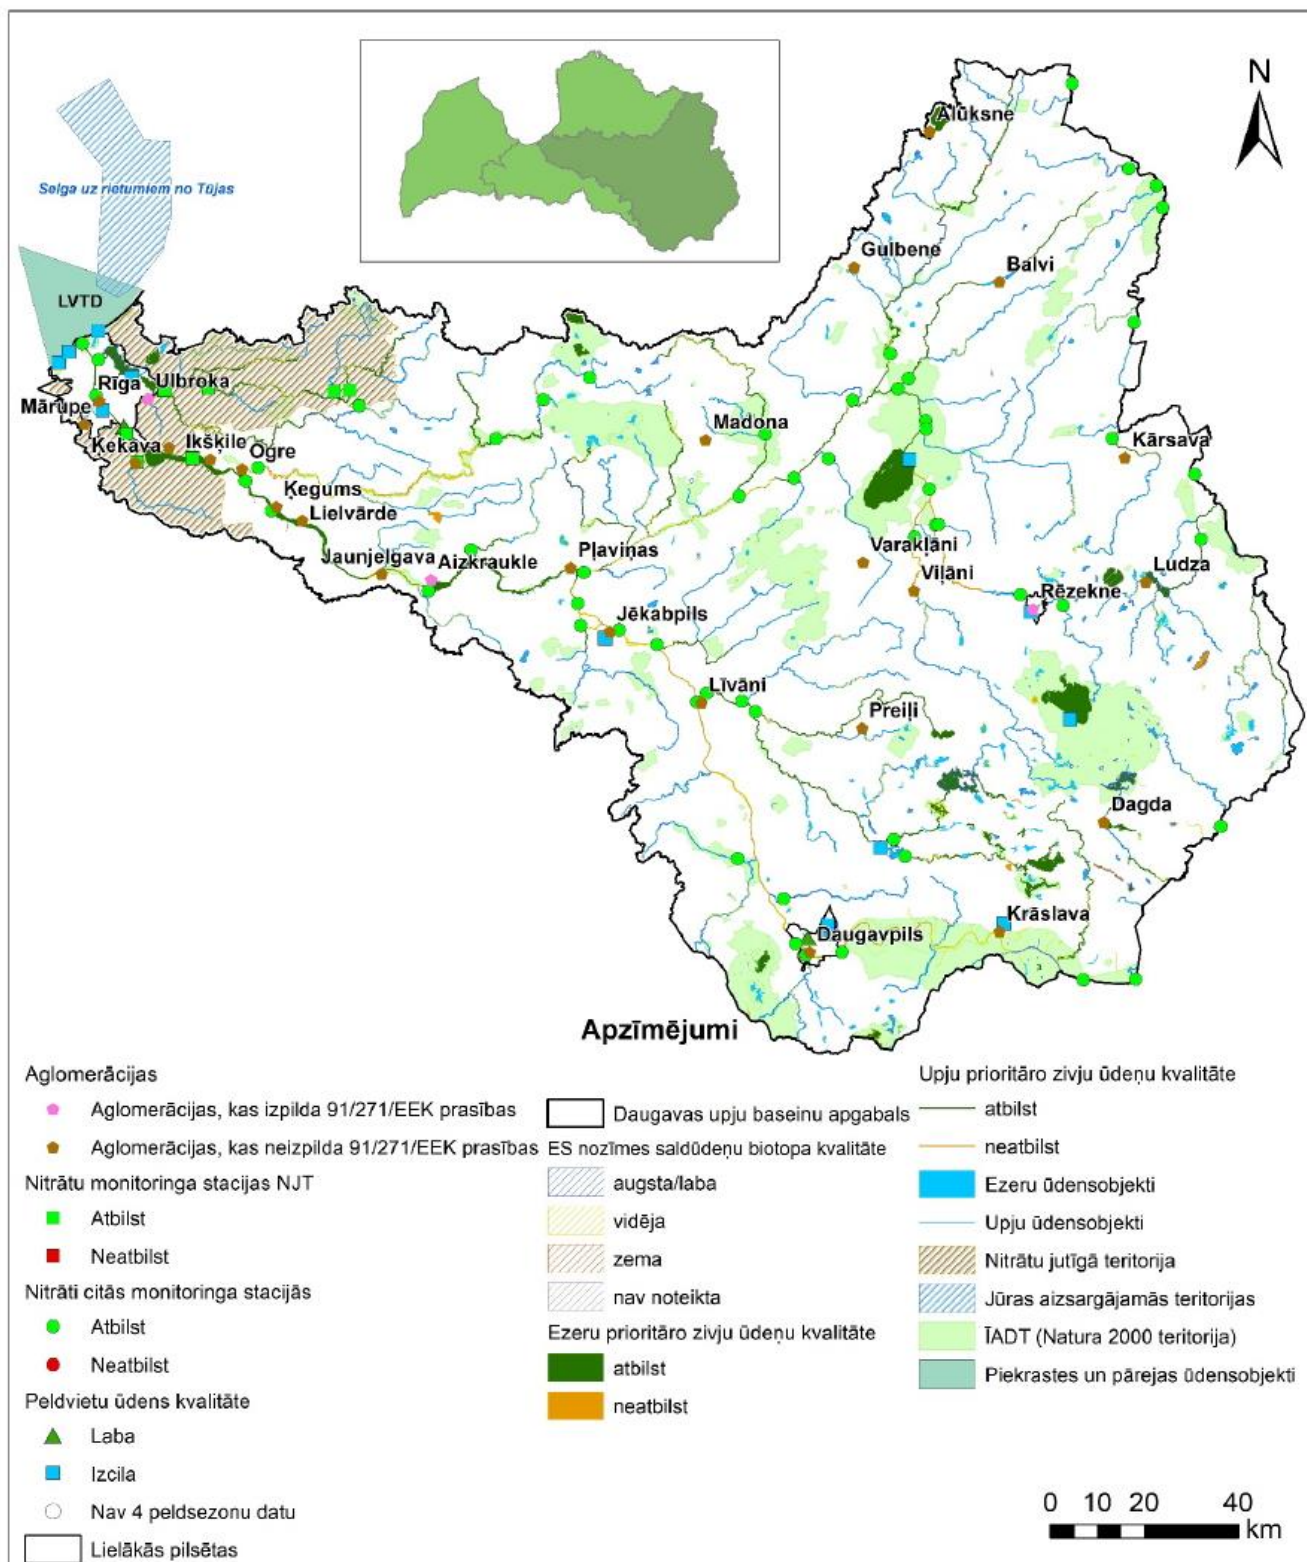 N
Alūksne
Selga uz rietumiem no Tūjas
Gulbene
Balvi
LVTD
Rīga
Ulbroka
Mārupe
Madona
Kārsava
Ķekava
Ikšķile
Ogre
Ķegums
Lielvārde
Varakļāni
Jaunjelgava
Aizkraukle
Pļaviņas
Ludza
Viļāni
Rēzekne
Jēkabpils
Līvāni
Preiļi
Dagda
Krāslava
Daugavpils
Apzīmējumi
Aglomerācijas
Aglomerācijas, kas izpilda 91/271/EEK prasības
Aglomerācijas, kas neizpilda 91/271/EEK prasības
Nitrātu monitoringa stacijas NJT
Atbilst
Neatbilst
Nitrāti citās monitoringa stacijās
Atbilst
Neatbilst
Peldvietu ūdens kvalitāte
Laba
Izcila
Nav 4 peldsezonu datu
Lielākās pilsētas
Daugavas upju baseinu apgabals
ES nozīmes saldūdeņu biotopa kvalitāte
augsta/laba
vidēja
zema
nav noteikta
Ezeru prioritāro zivju ūdeņu kvalitāte
atbilst
neatbilst
Upju prioritāro zivju ūdeņu kvalitāte
atbilst
neatbilst
Ezeru ūdensobjekti
Upju ūdensobjekti
Nitrātu jutīgā teritorija
Jūras aizsargājamās teritorijas
ĪADT (Natura 2000 teritorija)
Piekrastes un pārejas ūdensobjekti
0 10 20 40
km